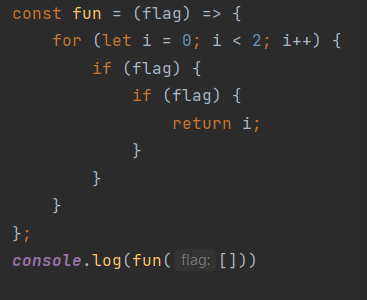 const fun = (flag) => {
    for (let i = 0; i < 2; i++) {
        if (flag) {
            if (flag) {
                return i;
            }
        }
    }
};
console.log(fun( flag: []))